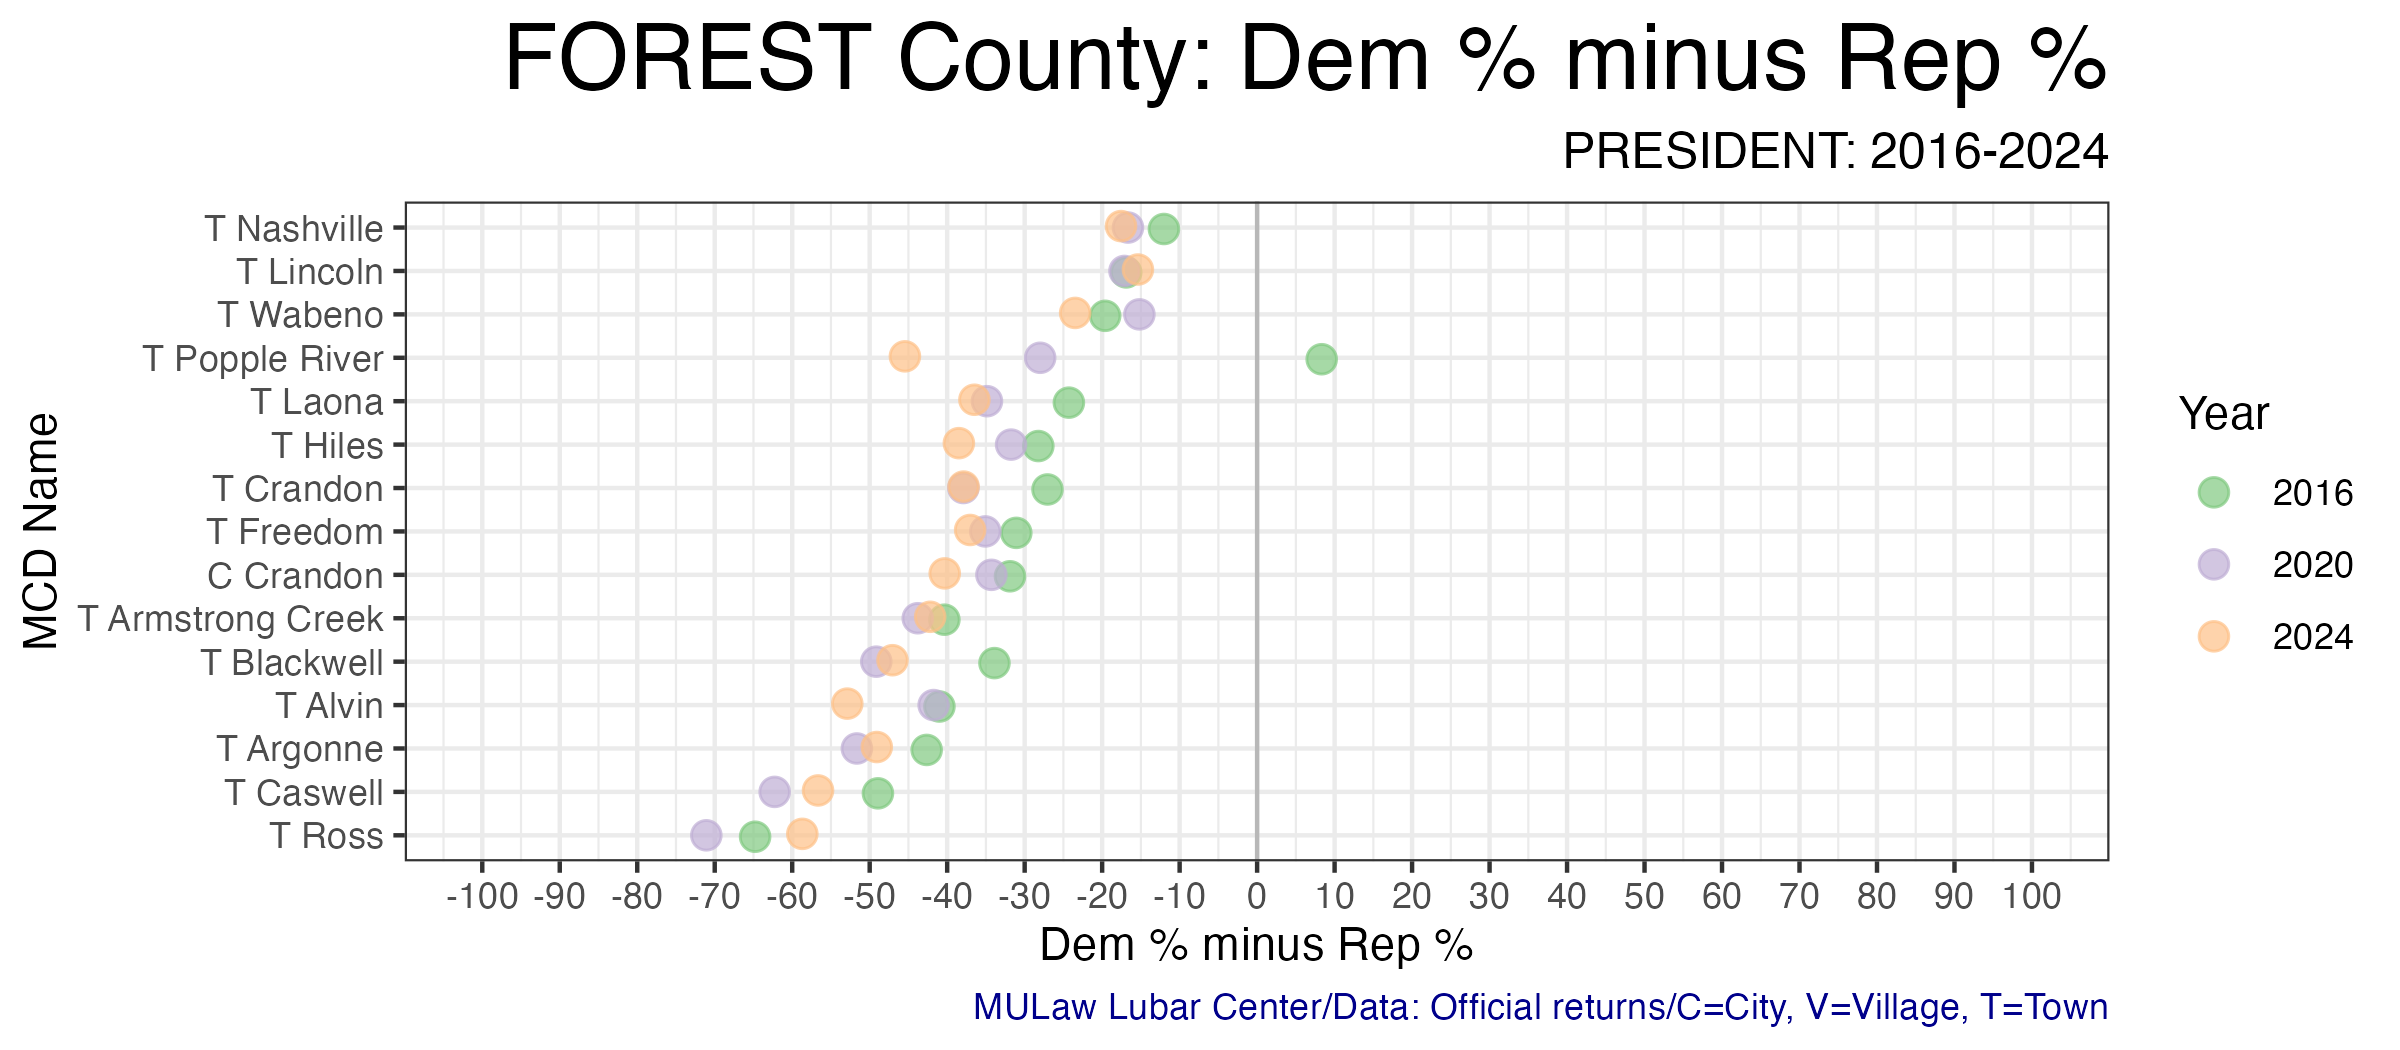 FOREST County: Dem % minus Rep %
PRESIDENT: 2016-2024
MCD Name
T Nashville
T Lincoln
T Wabeno
T Popple River
T Laona
T Hiles
T Crandon
T Freedom
C Crandon
T Armstrong Creek
T Blackwell
T Alvin
T Argonne
T Caswell
T Ross
-100 -90 -80 -70 -60 -50 -40 -30 -20 -10 0 10 20 30 40 50 60 70 80 90 100
Dem % minus Rep %
Year
2016
2020
2024
MULaw Lubar Center/Data: Official returns/C=City, V=Village, T=Town